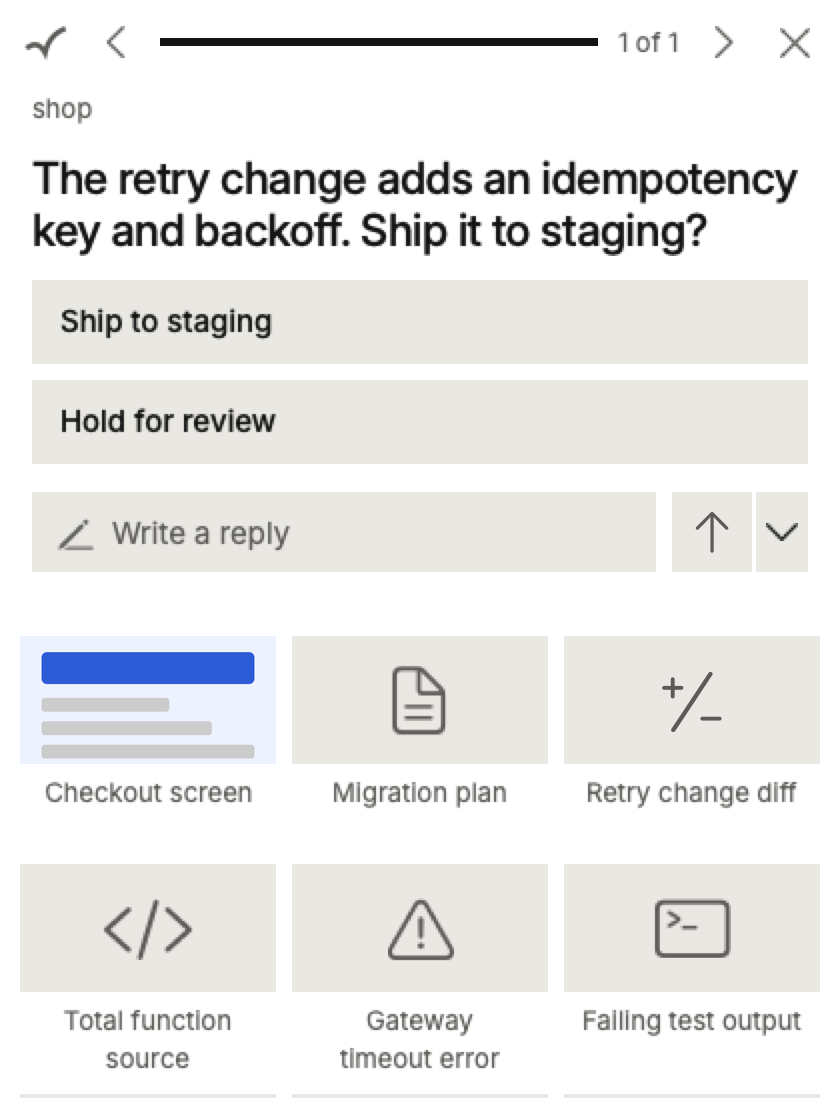 1 of 1
shop
The retry change adds an idempotency
key and backoff. Ship it to staging?
Ship to staging
Hold for review
Write a reply
Checkout screen
Migration plan
Retry change diff
Total function
source
Gateway
timeout error
Failing test output